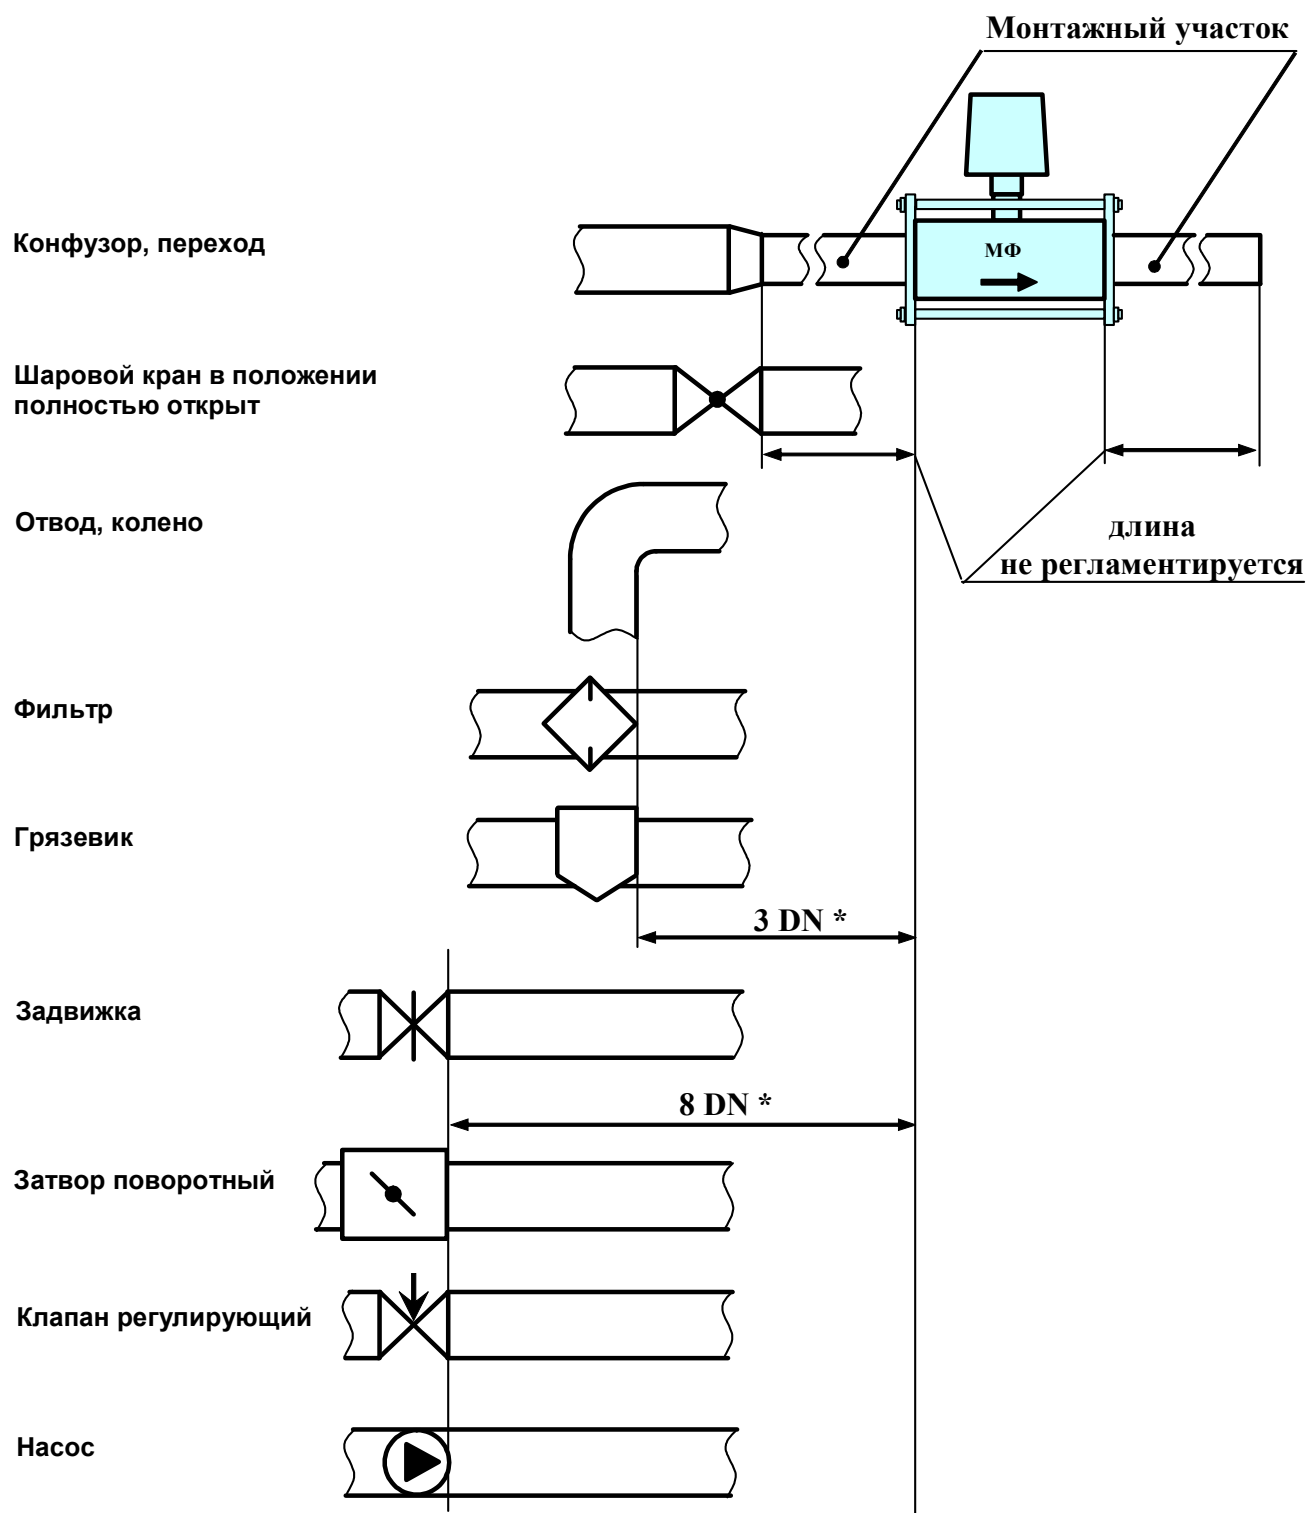 Монтажный участок
МФ
Конфузор, переход
Шаровой кран в положении
полностью открыт
Отвод, колено
длина
не регламентируется
Фильтр
Грязевик
3 DN *
Задвижка
8 DN *
Затвор поворотный
Клапан регулирующий
Насос